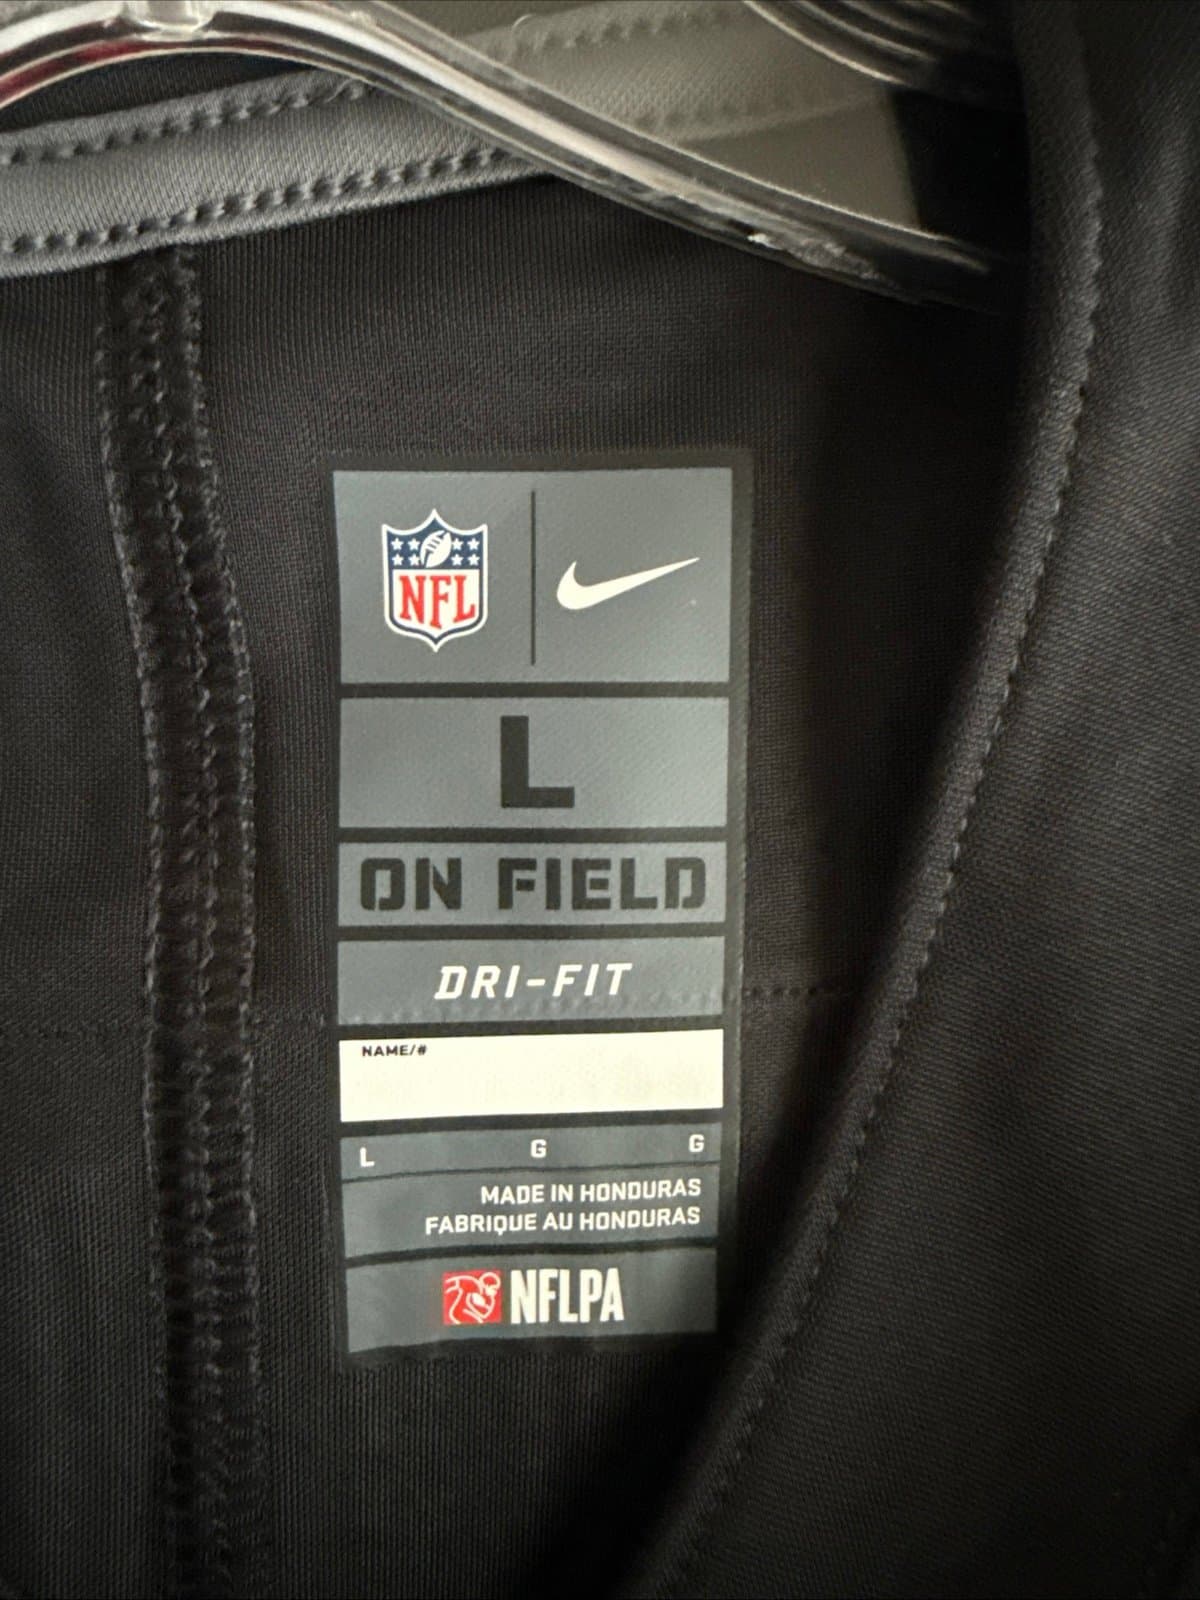 NFL
L
ON FIELD
DRI-FIT
NAME/#
L G G
MADE IN HONDURAS
FABRIQUE AU HONDURAS
NFLPA